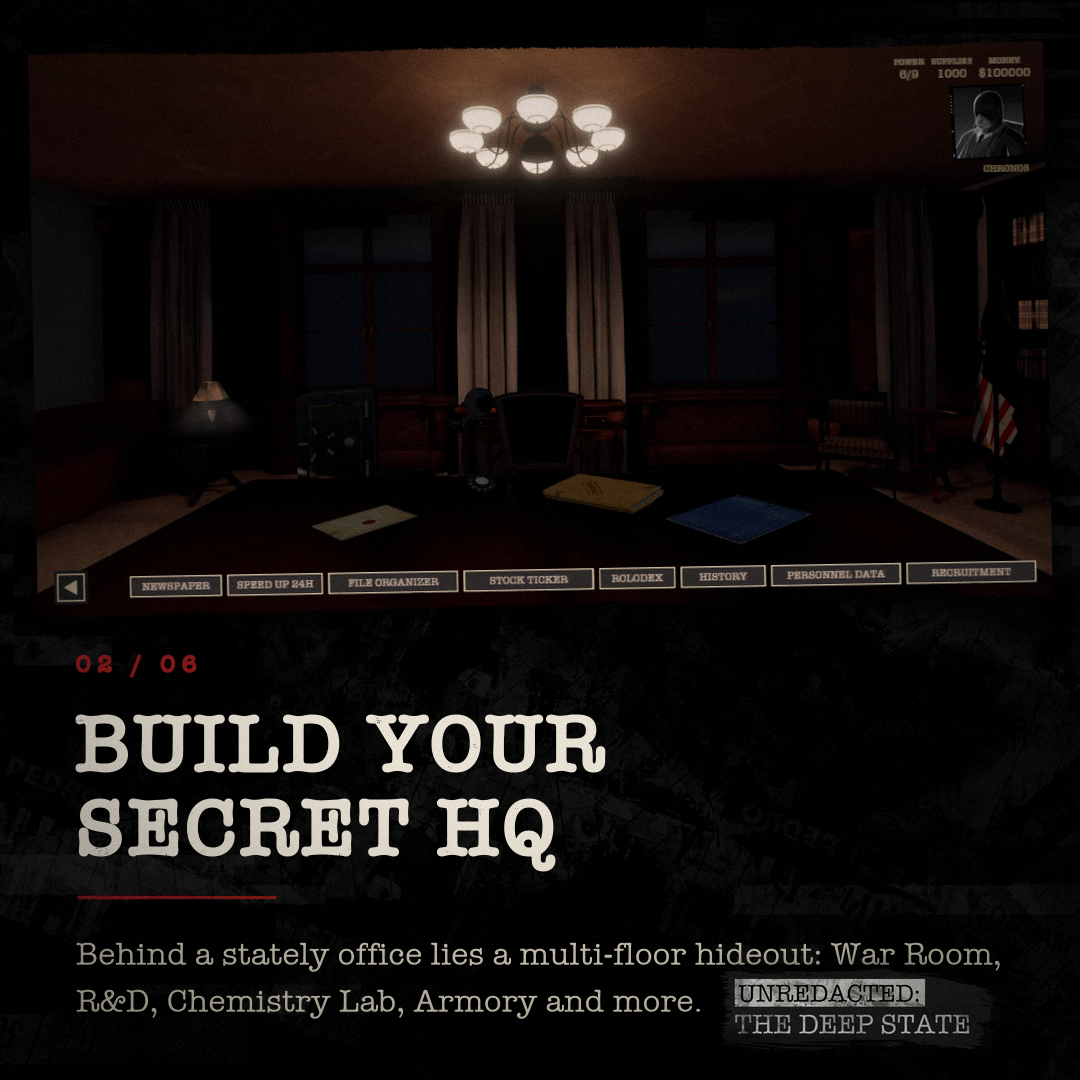 POWER SUPPLIES MONEY
6/9 1000 $100000
CHRONOS
NEWSPAPER SPEED UP 24H FILE ORGANIZER STOCK TICKER ROLODEX HISTORY PERSONNEL DATA RECRUITMENT
02 / 06
BUILD YOUR
SECRET HQ
Behind a stately office lies a multi-floor hideout: War Room,
R&D, Chemistry Lab, Armory and more.
UNREDACTED:
THE DEEP STATE